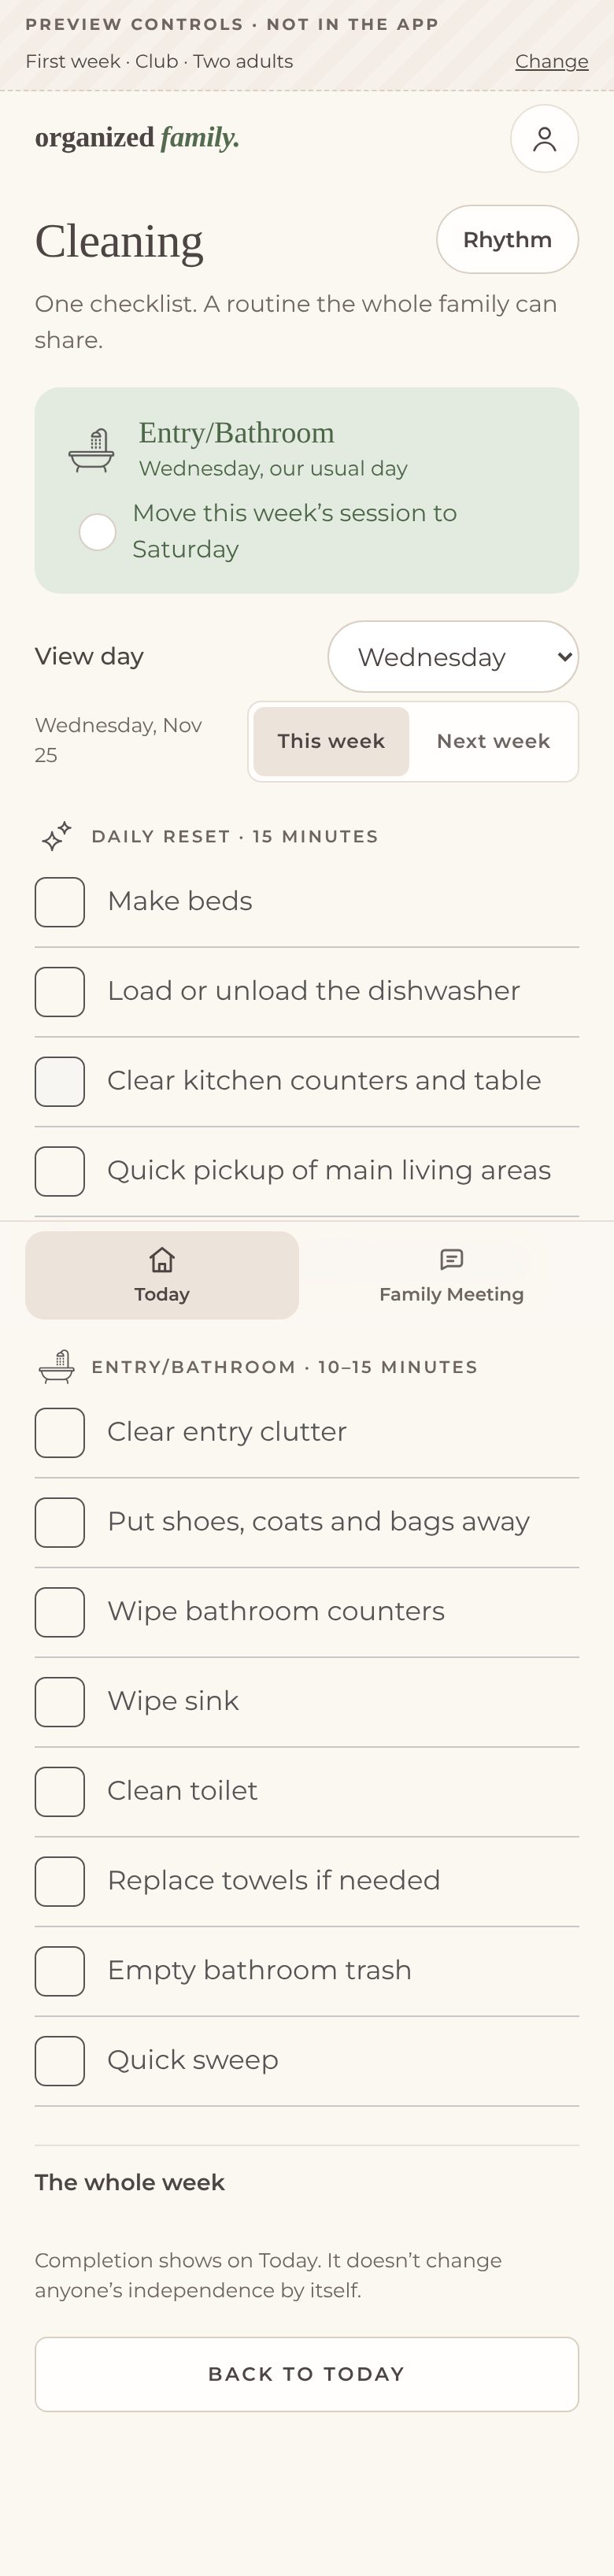 PREVIEW CONTROLS · NOT IN THE APP
First week · Club · Two adults
Change
organized family.
Cleaning
Rhythm
One checklist. A routine the whole family can
share.
Entry/Bathroom
Wednesday, our usual day
Move this week’s session to
Saturday
View day
Wednesday
Wednesday, Nov
25
This week
Next week
DAILY RESET · 15 MINUTES
Make beds
Load or unload the dishwasher
Clear kitchen counters and table
Quick pickup of main living areas
Today
Family Meeting
ENTRY/BATHROOM · 10–15 MINUTES
Clear entry clutter
Put shoes, coats and bags away
Wipe bathroom counters
Wipe sink
Clean toilet
Replace towels if needed
Empty bathroom trash
Quick sweep
The whole week
Completion shows on Today. It doesn’t change
anyone’s independence by itself.
BACK TO TODAY